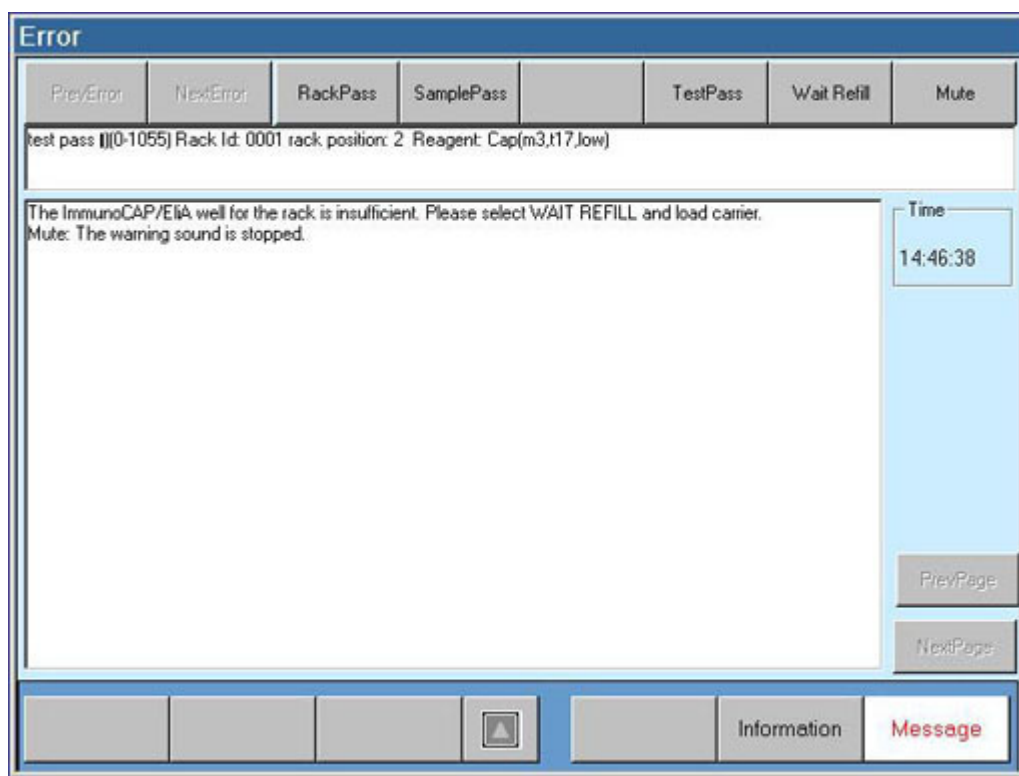 Error
PrevError NextError RackPass SamplePass TestPass Wait Refill Mute
test pass [](0-1055) Rack Id: 0001 rack position: 2 Reagent: Cap(m3,t17,low)
The ImmunoCAP/EliA well for the rack is insufficient. Please select WAIT REFILL and load carrier.
Mute: The warning sound is stopped.
Time
14:46:38
PrevPage
NextPage
Information Message